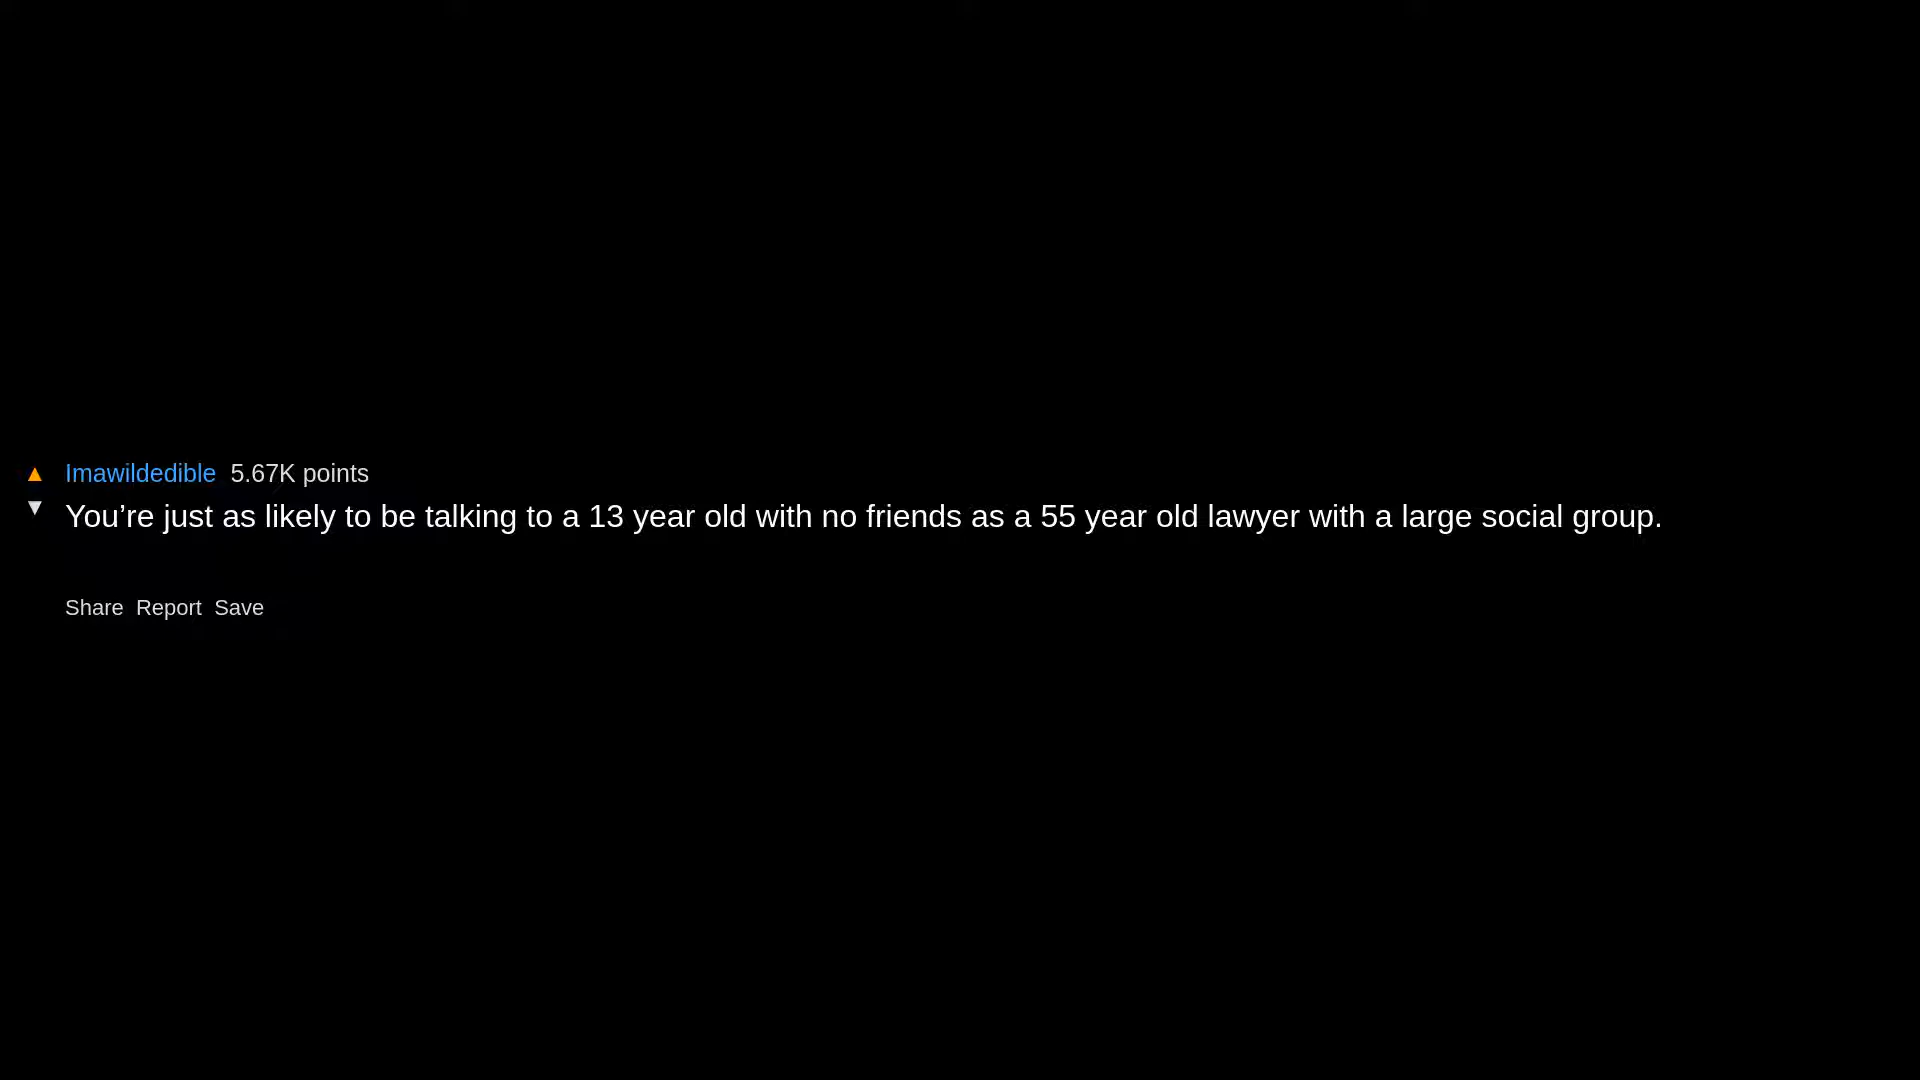 ▲ Imawildedible 5.67K points
▼ You’re just as likely to be talking to a 13 year old with no friends as a 55 year old lawyer with a large social group.
Share Report Save